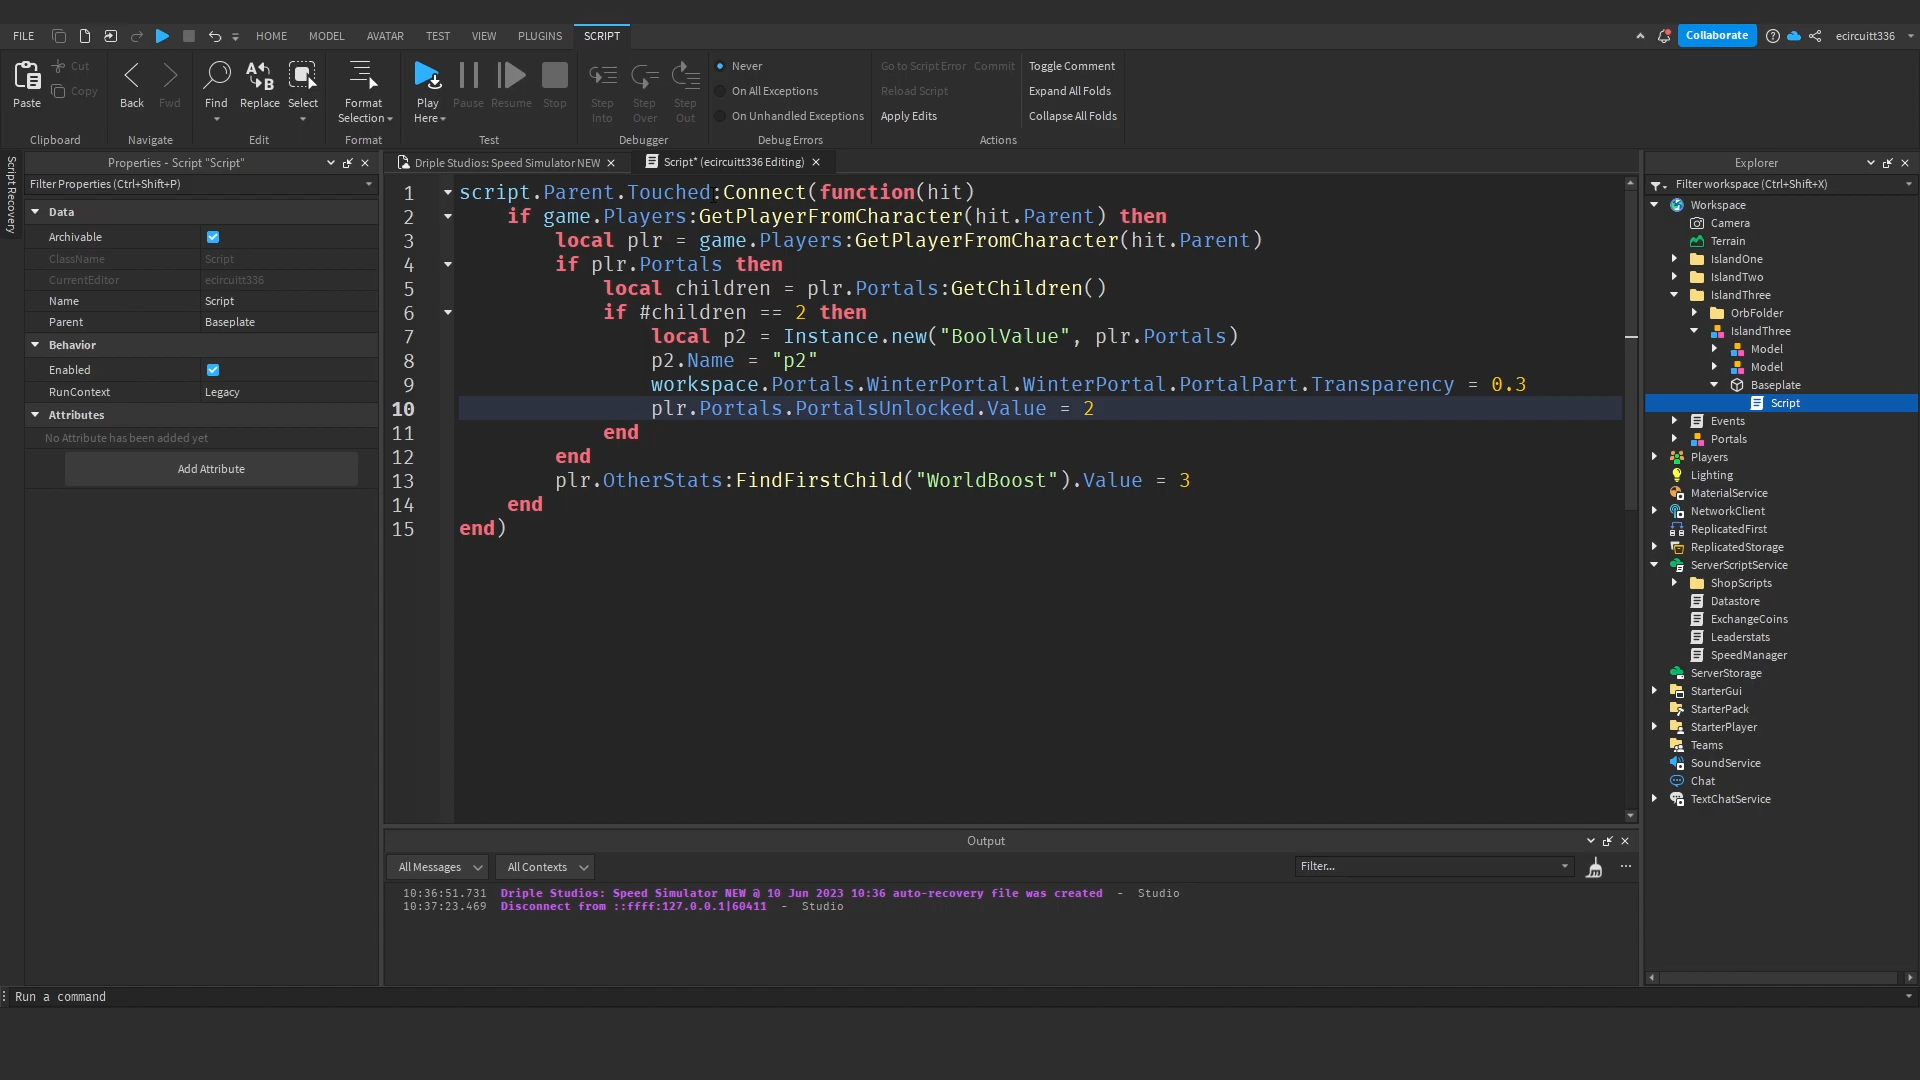 FILE HOME MODEL AVATAR TEST VIEW PLUGINS SCRIPT Collaborate ecircuitt336
Paste Cut Copy Back Fwd Find Replace Select Format Selection Play Here Pause Resume Stop Step Into Step Over Step Out
Never
On All Exceptions
On Unhandled Exceptions
Go to Script Error Commit
Reload Script
Apply Edits
Toggle Comment
Expand All Folds
Collapse All Folds
Clipboard Navigate Edit Format Test Debugger Debug Errors Actions
Script Recovery
Properties - Script "Script"
Filter Properties (Ctrl+Shift+P)
Data
Archivable
ClassName Script
CurrentEditor ecircuitt336
Name Script
Parent Baseplate
Behavior
Enabled
RunContext Legacy
Attributes
No Attribute has been added yet
Add Attribute
Driple Studios: Speed Simulator NEW Script* (ecircuitt336 Editing)
1 script.Parent.Touched:Connect(function(hit)
2 if game.Players:GetPlayerFromCharacter(hit.Parent) then
3 local plr = game.Players:GetPlayerFromCharacter(hit.Parent)
4 if plr.Portals then
5 local children = plr.Portals:GetChildren()
6 if #children == 2 then
7 local p2 = Instance.new("BoolValue", plr.Portals)
8 p2.Name = "p2"
9 workspace.Portals.WinterPortal.WinterPortal.PortalPart.Transparency = 0.3
10 plr.Portals.PortalsUnlocked.Value = 2
11 end
12 end
13 plr.OtherStats:FindFirstChild("WorldBoost").Value = 3
14 end
15 end)
Output
All Messages All Contexts Filter...
10:36:51.731 Driple Studios: Speed Simulator NEW @ 10 Jun 2023 10:36 auto-recovery file was created - Studio
10:37:23.469 Disconnect from ::ffff:127.0.0.1|60411 - Studio
Explorer
Filter workspace (Ctrl+Shift+X)
Workspace
Camera
Terrain
IslandOne
IslandTwo
IslandThree
OrbFolder
IslandThree
Model
Model
Baseplate
Script
Events
Portals
Players
Lighting
MaterialService
NetworkClient
ReplicatedFirst
ReplicatedStorage
ServerScriptService
ShopScripts
Datastore
ExchangeCoins
Leaderstats
SpeedManager
ServerStorage
StarterGui
StarterPack
StarterPlayer
Teams
SoundService
Chat
TextChatService
Run a command